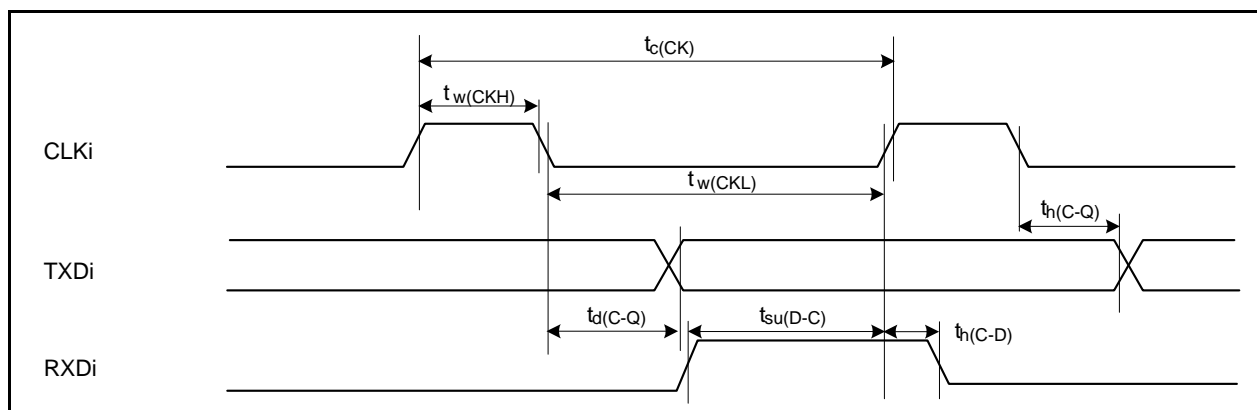 tc(CK)
tw(CKH)
CLKi
tw(CKL)
th(C-Q)
TXDi
td(C-Q)
tsu(D-C)
th(C-D)
RXDi